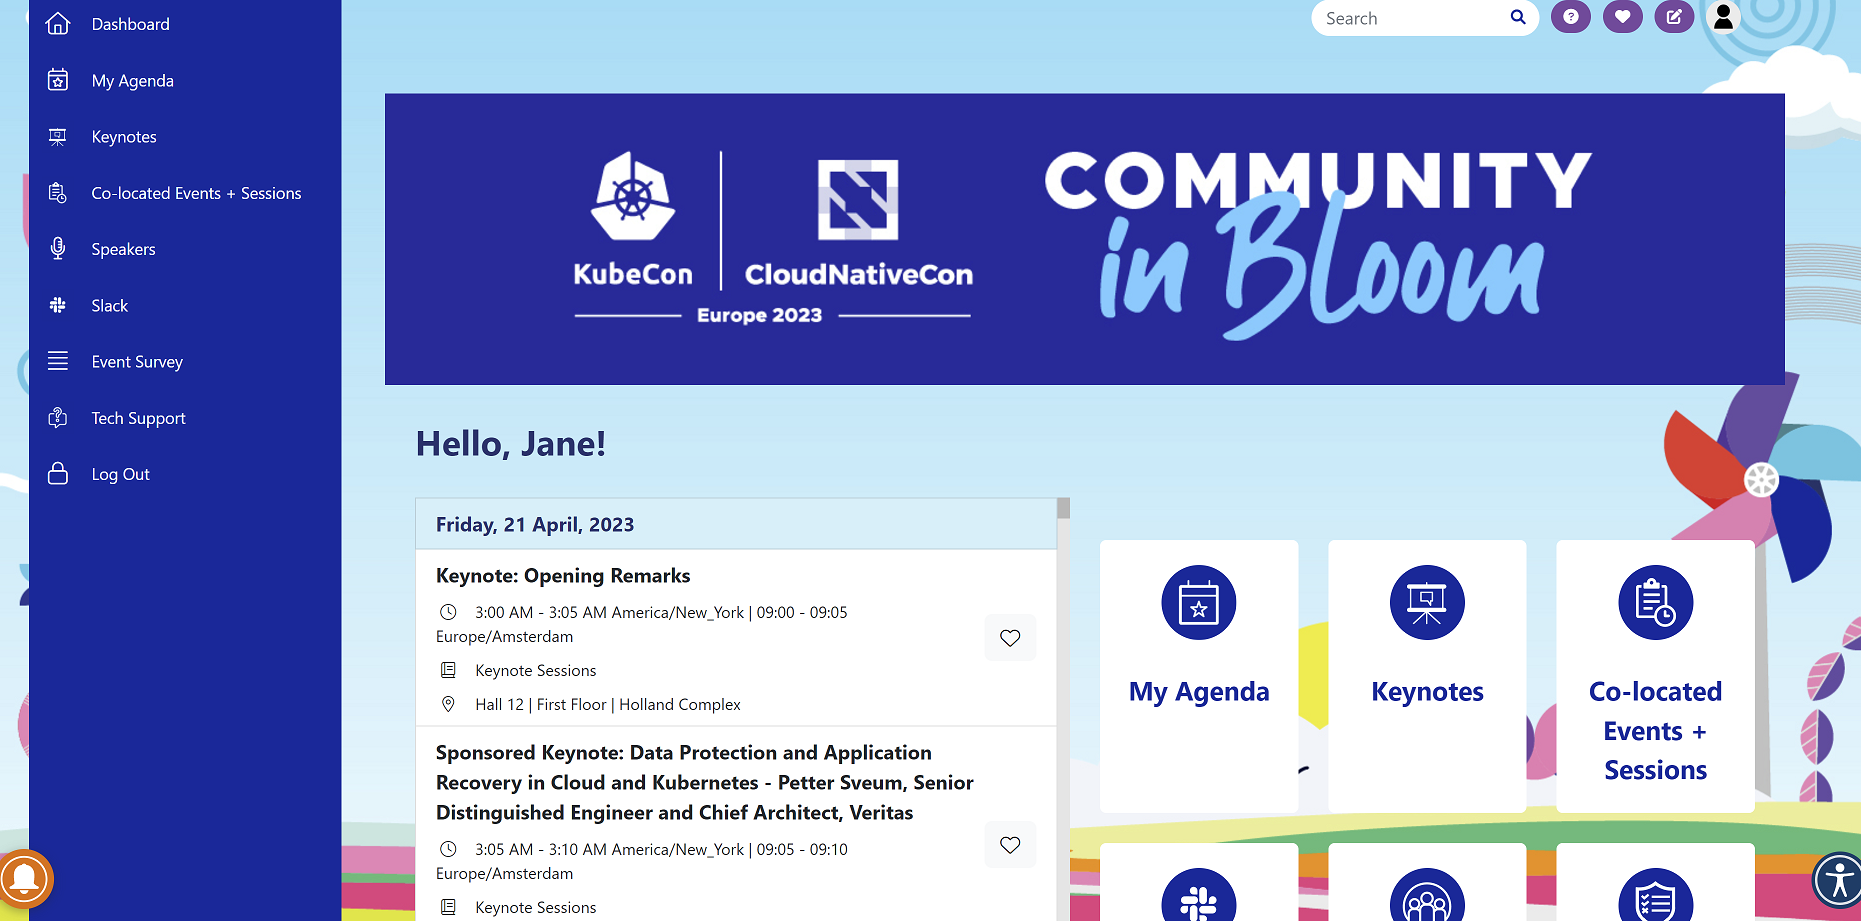 Dashboard
My Agenda
Keynotes
Co-located Events + Sessions
Speakers
Slack
Event Survey
Tech Support
Log Out
Search
KubeCon
CloudNativeCon
Europe 2023
COMMUNITY
in Bloom
Hello, Jane!
Friday, 21 April, 2023
Keynote: Opening Remarks
3:00 AM - 3:05 AM America/New_York | 09:00 - 09:05
Europe/Amsterdam
Keynote Sessions
Hall 12 | First Floor | Holland Complex
Sponsored Keynote: Data Protection and Application
Recovery in Cloud and Kubernetes - Petter Sveum, Senior
Distinguished Engineer and Chief Architect, Veritas
3:05 AM - 3:10 AM America/New_York | 09:05 - 09:10
Europe/Amsterdam
Keynote Sessions
My Agenda
Keynotes
Co-located
Events +
Sessions